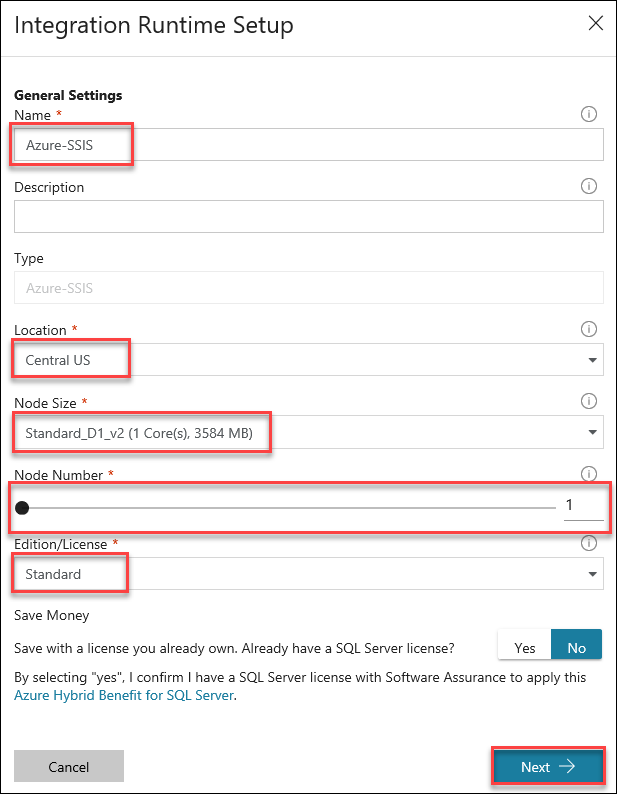 Integration Runtime Setup
General Settings
Name *
Azure-SSIS
Description
Type
Azure-SSIS
Location *
Central US
Node Size *
Standard_D1_v2 (1 Core(s), 3584 MB)
Node Number *
1
Edition/License *
Standard
Save Money
Save with a license you already own. Already have a SQL Server license?
Yes No
By selecting "yes", I confirm I have a SQL Server license with Software Assurance to apply this
Azure Hybrid Benefit for SQL Server.
Cancel Next